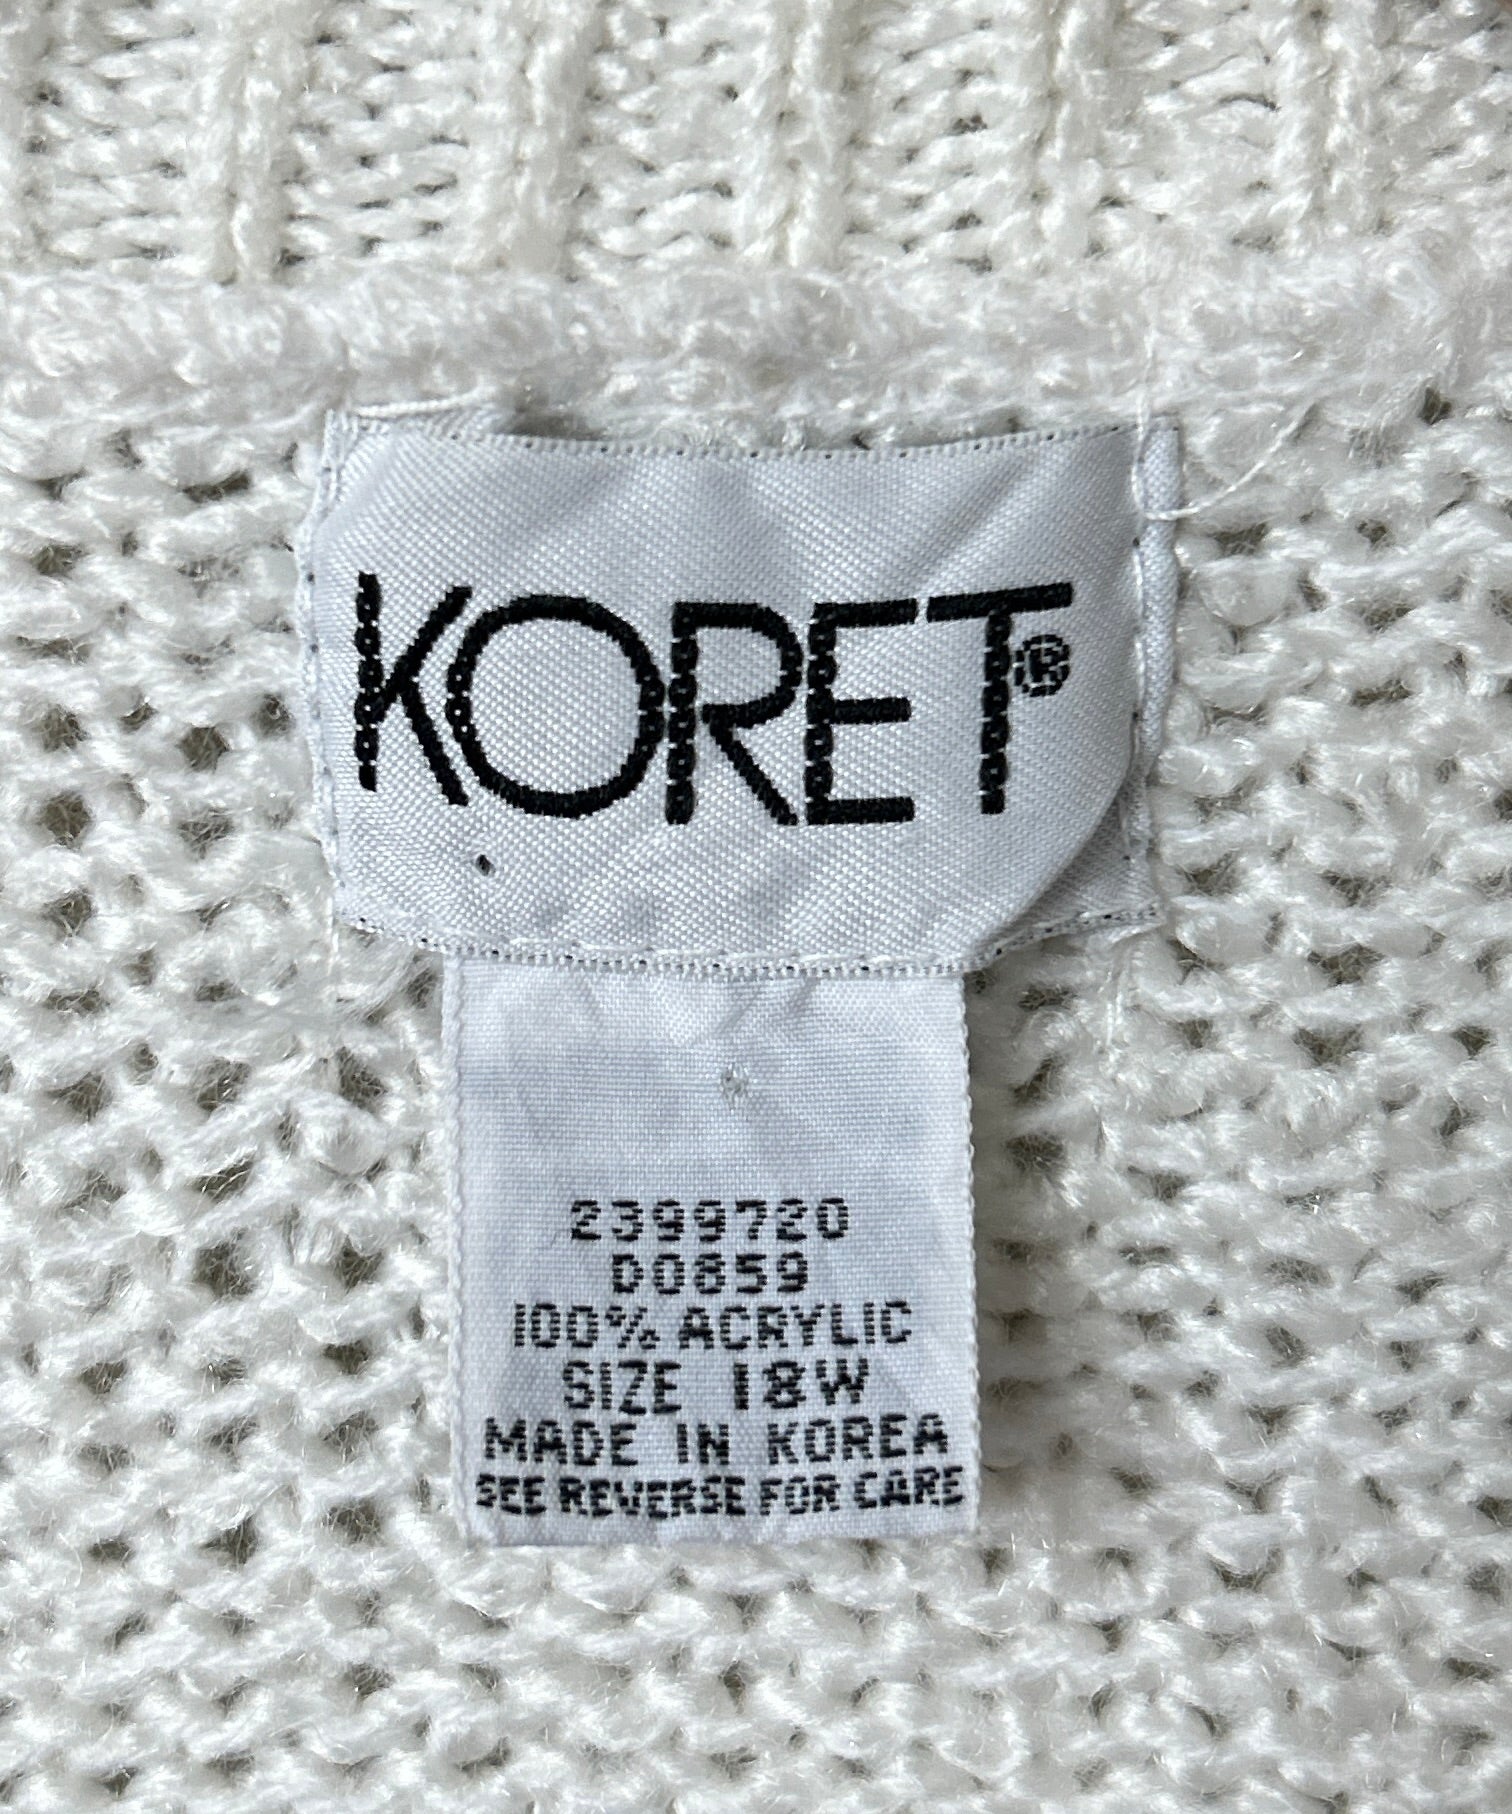 KORET®
2399720
D0859
100% ACRYLIC
SIZE 18W
MADE IN KOREA
SEE REVERSE FOR CARE